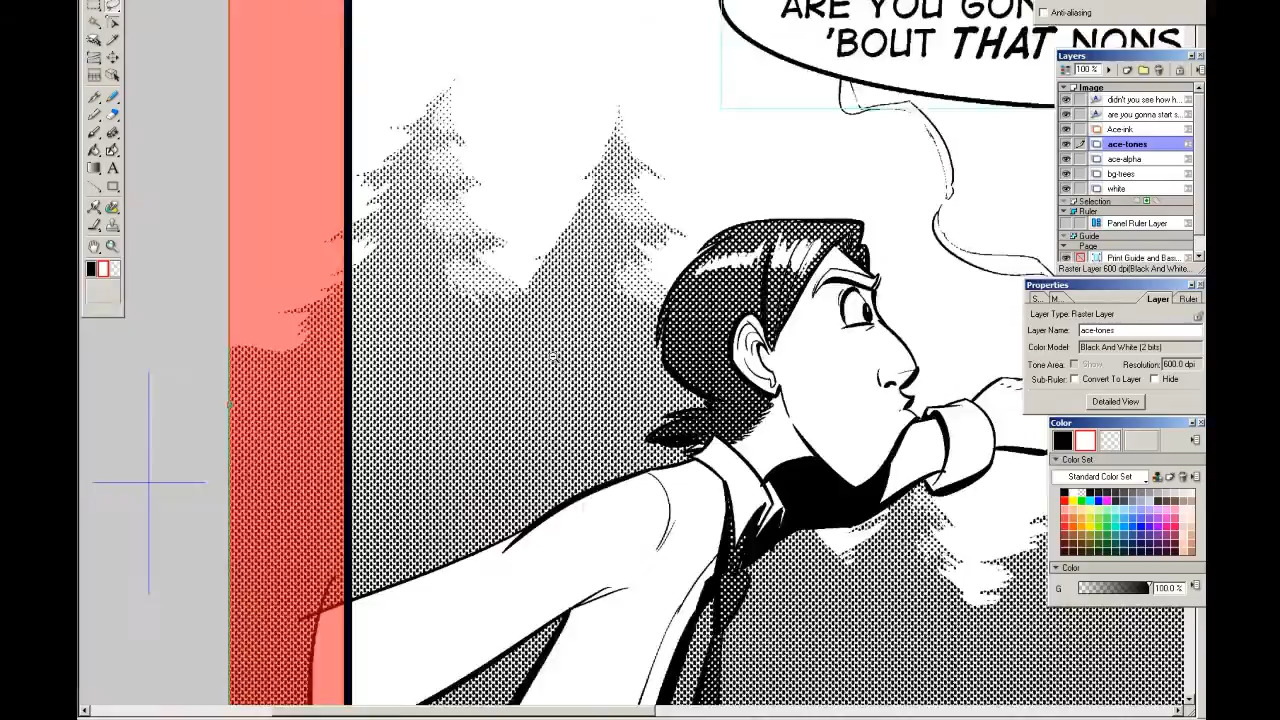 ARE YOU GON
'BOUT THAT NONS
Anti-aliasing
Layers
100 %
Image
didn't you see how h...
are you gonna start s...
Ace-ink
ace-tones
ace-alpha
bg-trees
white
Selection
Ruler
Panel Ruler Layer
Guide
Page
Print Guide and Bas...
Raster Layer 600 dpi(Black And White...
Properties
S... M... Layer Ruler
Layer Type: Raster Layer
Layer Name: ace-tones
Color Model: Black And White (2 bits)
Tone Area: Show Resolution: 600.0 dpi
Sub-Ruler: Convert To Layer Hide
Detailed View
Color
Color Set
Standard Color Set
Color
G 100.0 %